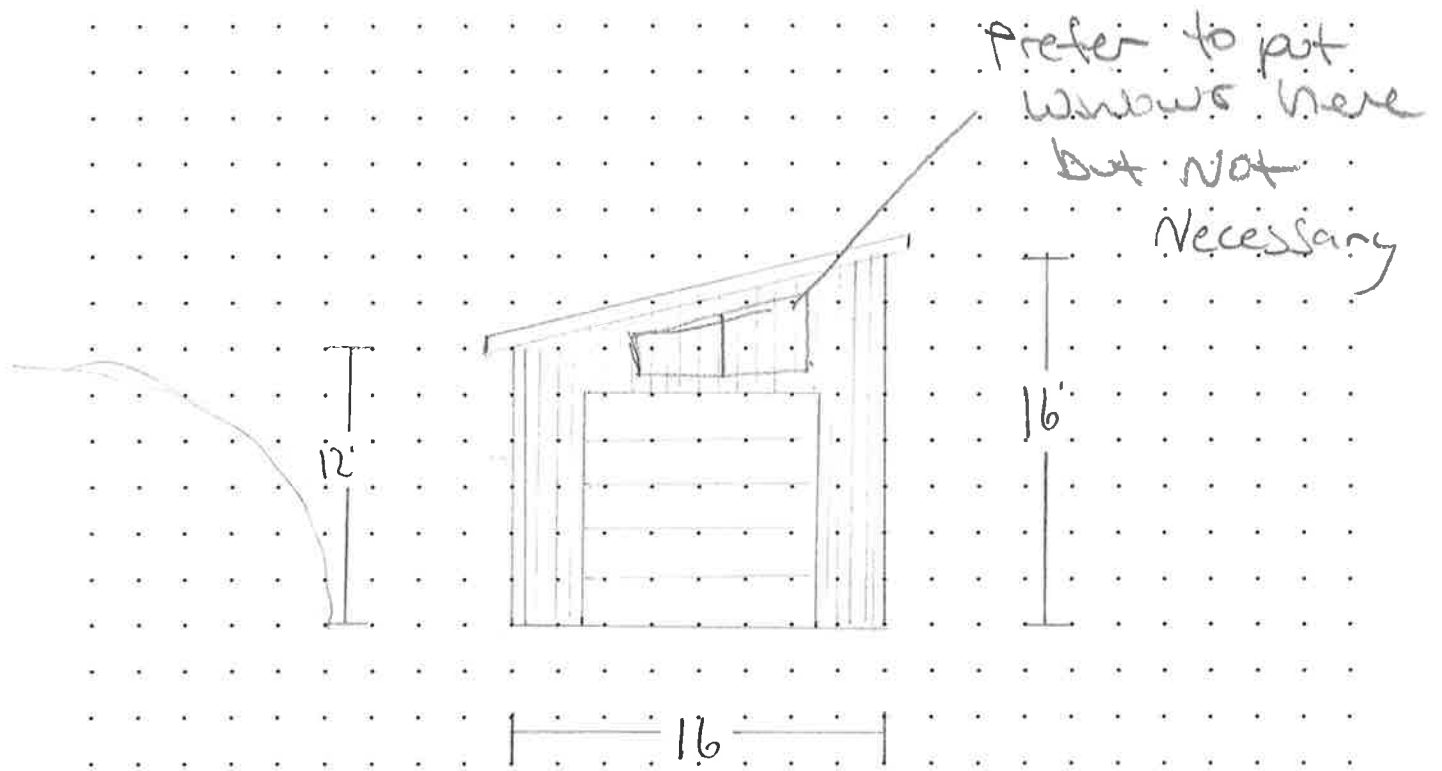 Prefer to put
Windows here
but Not
Necessary
12'
16'
16